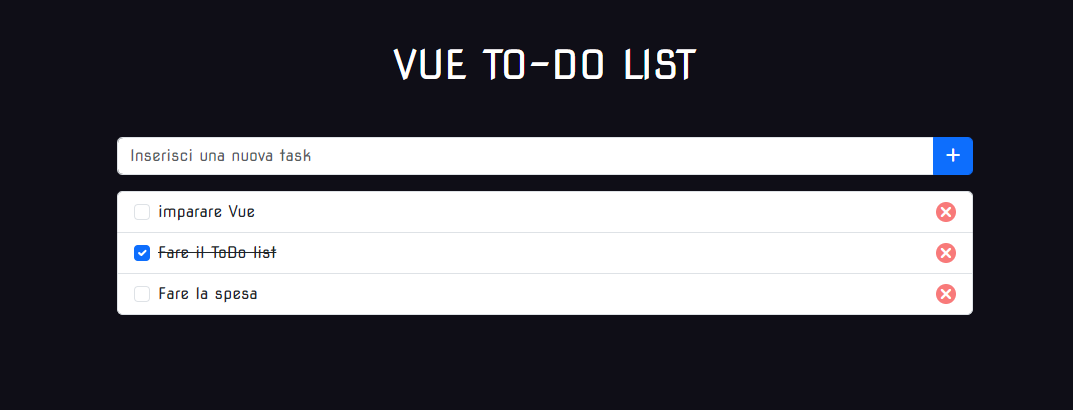 VUE TO-DO LIST
Inserisci una nuova task
imparare Vue
Fare il ToDo list
Fare la spesa